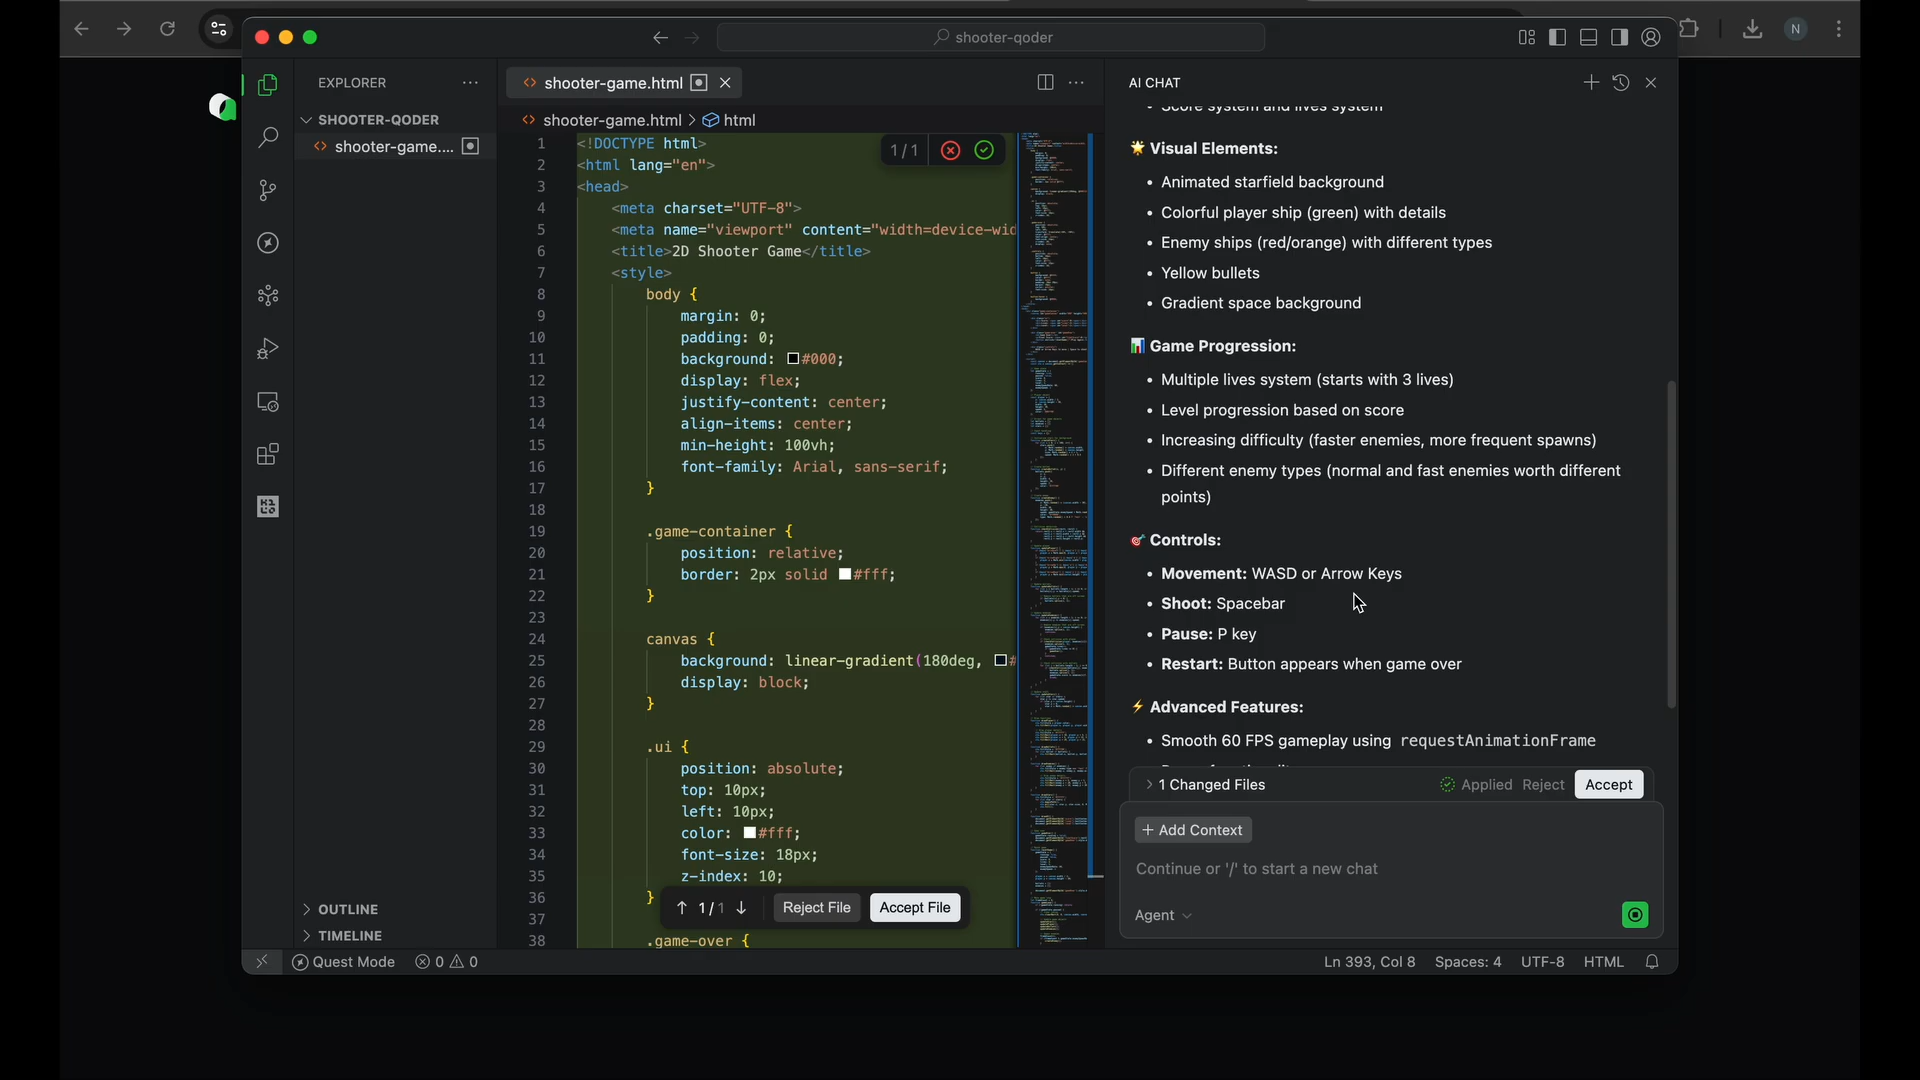 N
shooter-qoder
EXPLORER
SHOOTER-QODER
shooter-game....
OUTLINE
TIMELINE
shooter-game.html
shooter-game.html > html
1/1
1 <!DOCTYPE html>
2 <html lang="en">
3 <head>
4 <meta charset="UTF-8">
5 <meta name="viewport" content="width=device-wid
6 <title>2D Shooter Game</title>
7 <style>
8 body {
9 margin: 0;
10 padding: 0;
11 background: #000;
12 display: flex;
13 justify-content: center;
14 align-items: center;
15 min-height: 100vh;
16 font-family: Arial, sans-serif;
17 }
18
19 .game-container {
20 position: relative;
21 border: 2px solid #fff;
22 }
23
24 canvas {
25 background: linear-gradient(180deg, #
26 display: block;
27 }
28
29 .ui {
30 position: absolute;
31 top: 10px;
32 left: 10px;
33 color: #fff;
34 font-size: 18px;
35 z-index: 10;
36 }
37
38 .game-over {
↑ 1/1 ↓ Reject File Accept File
AI CHAT
• Score system and lives system
Visual Elements:
• Animated starfield background
• Colorful player ship (green) with details
• Enemy ships (red/orange) with different types
• Yellow bullets
• Gradient space background
Game Progression:
• Multiple lives system (starts with 3 lives)
• Level progression based on score
• Increasing difficulty (faster enemies, more frequent spawns)
• Different enemy types (normal and fast enemies worth different
points)
Controls:
• Movement: WASD or Arrow Keys
• Shoot: Spacebar
• Pause: P key
• Restart: Button appears when game over
Advanced Features:
• Smooth 60 FPS gameplay using requestAnimationFrame
1 Changed Files Applied Reject Accept
+ Add Context
Continue or '/' to start a new chat
Agent
Quest Mode 0 0
Ln 393, Col 8 Spaces: 4 UTF-8 HTML